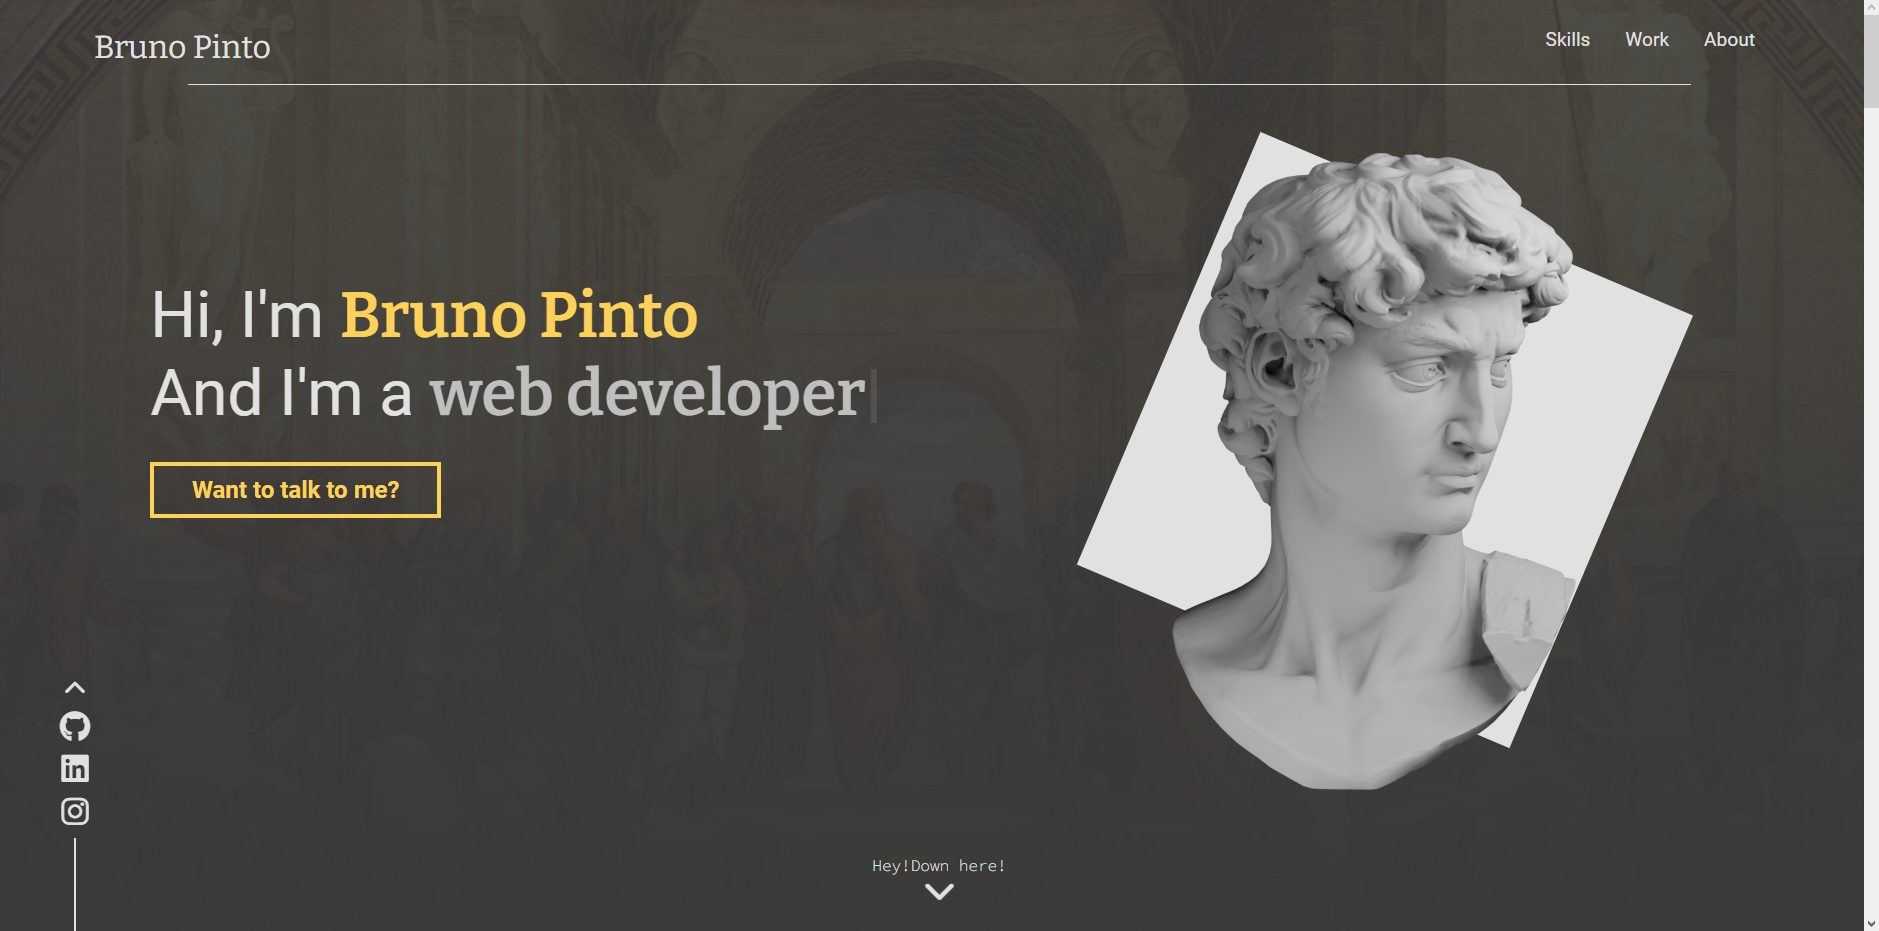 Bruno Pinto
Skills
Work
About
Hi, I'm Bruno Pinto
And I'm a web developer|
Want to talk to me?
in
Hey!Down here!